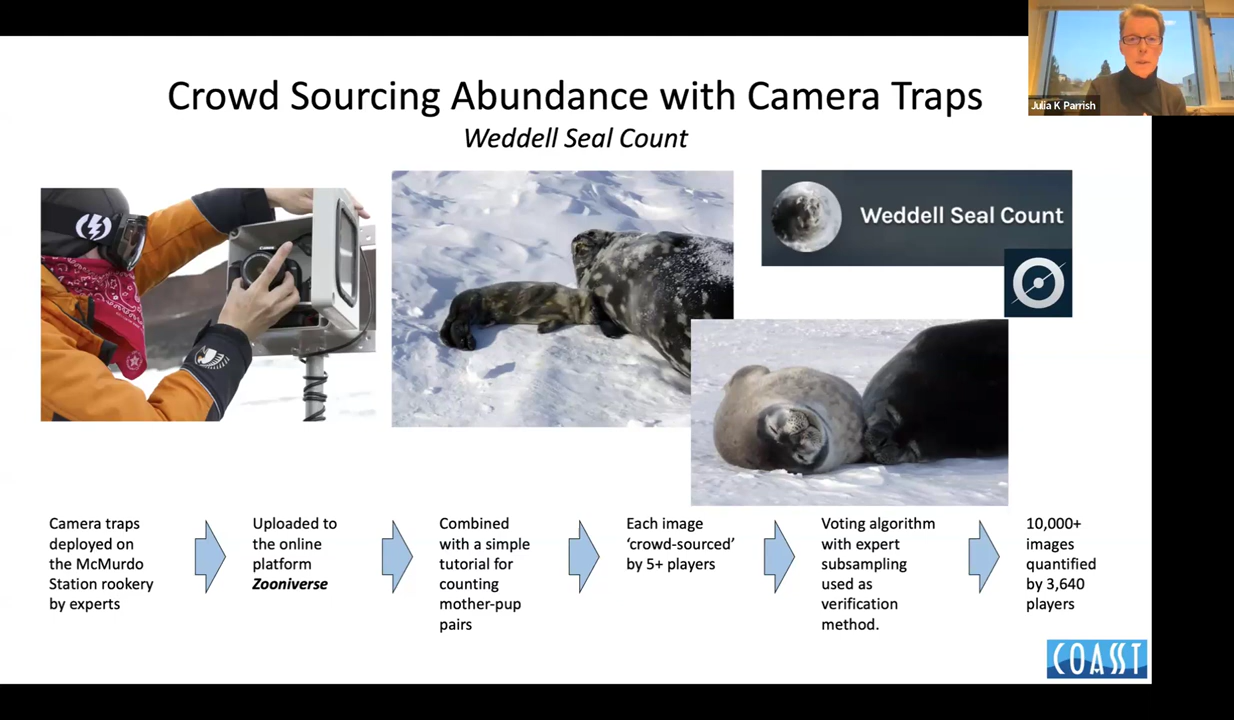 Julia K Parrish
Crowd Sourcing Abundance with Camera Traps
Weddell Seal Count
Weddell Seal Count
Camera traps
deployed on
the McMurdo
Station rookery
by experts
Uploaded to
the online
platform
Zooniverse
Combined
with a simple
tutorial for
counting
mother-pup
pairs
Each image
‘crowd-sourced’
by 5+ players
Voting algorithm
with expert
subsampling
used as
verification
method.
10,000+
images
quantified
by 3,640
players
COASST